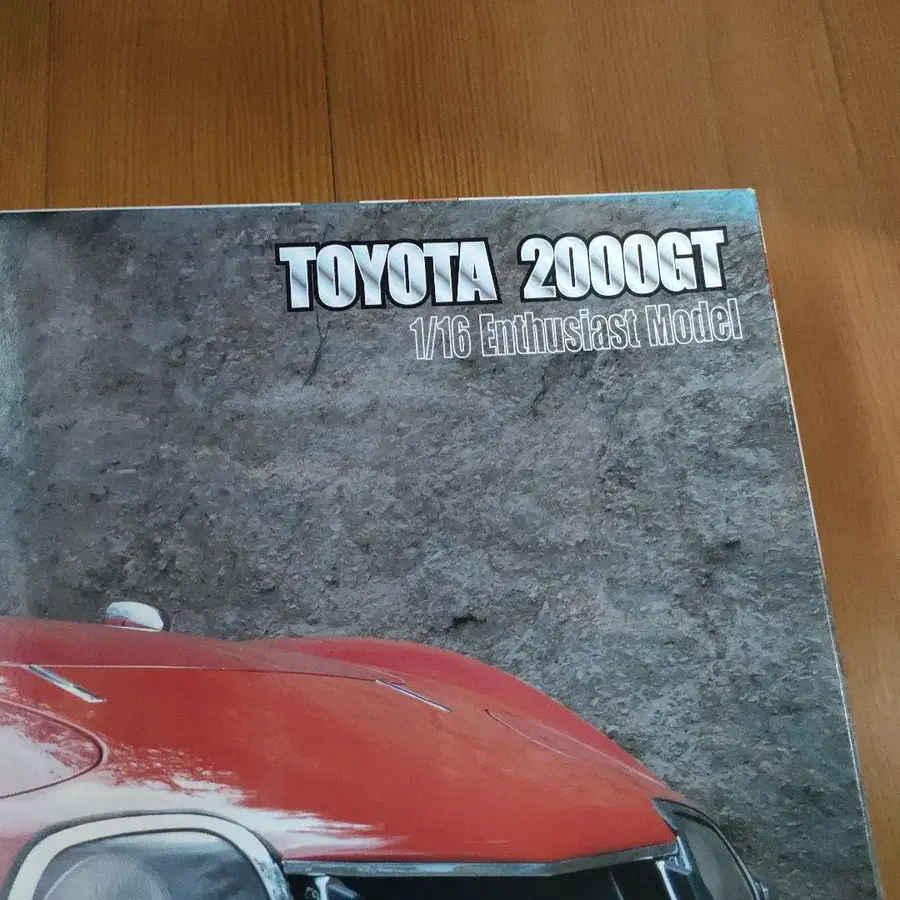 TOYOTA 2000GT
1/16 Enthusiast Model